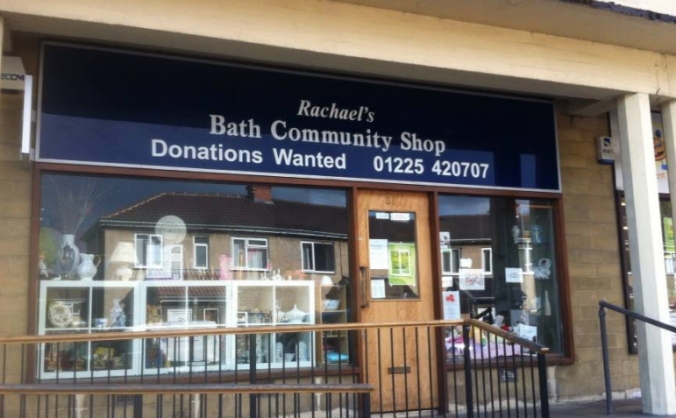 Rachael's
Bath Community Shop
Donations Wanted 01225 420707